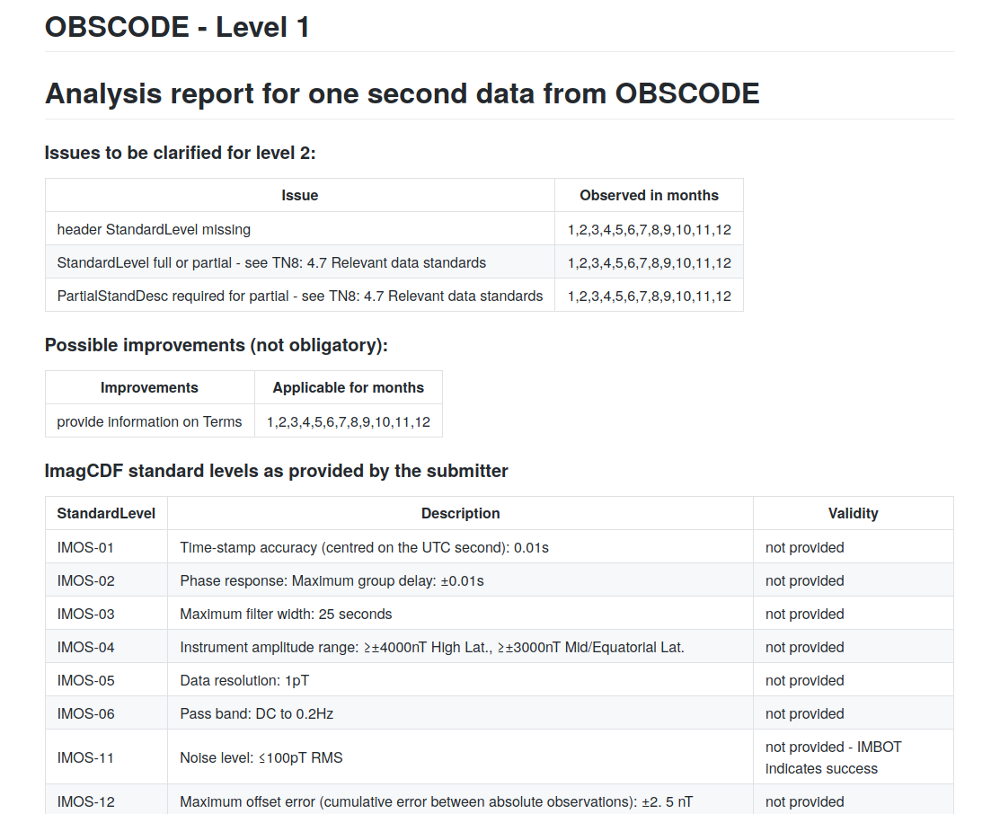 OBSCODE - Level 1
Analysis report for one second data from OBSCODE
Issues to be clarified for level 2:
Issue Observed in months
header StandardLevel missing 1,2,3,4,5,6,7,8,9,10,11,12
StandardLevel full or partial - see TN8: 4.7 Relevant data standards 1,2,3,4,5,6,7,8,9,10,11,12
PartialStandDesc required for partial - see TN8: 4.7 Relevant data standards 1,2,3,4,5,6,7,8,9,10,11,12
Possible improvements (not obligatory):
Improvements Applicable for months
provide information on Terms 1,2,3,4,5,6,7,8,9,10,11,12
ImagCDF standard levels as provided by the submitter
StandardLevel Description Validity
IMOS-01 Time-stamp accuracy (centred on the UTC second): 0.01s not provided
IMOS-02 Phase response: Maximum group delay: ±0.01s not provided
IMOS-03 Maximum filter width: 25 seconds not provided
IMOS-04 Instrument amplitude range: ≥±4000nT High Lat., ≥±3000nT Mid/Equatorial Lat. not provided
IMOS-05 Data resolution: 1pT not provided
IMOS-06 Pass band: DC to 0.2Hz not provided
IMOS-11 Noise level: ≤100pT RMS not provided - IMBOT
indicates success
IMOS-12 Maximum offset error (cumulative error between absolute observations): ±2. 5 nT not provided